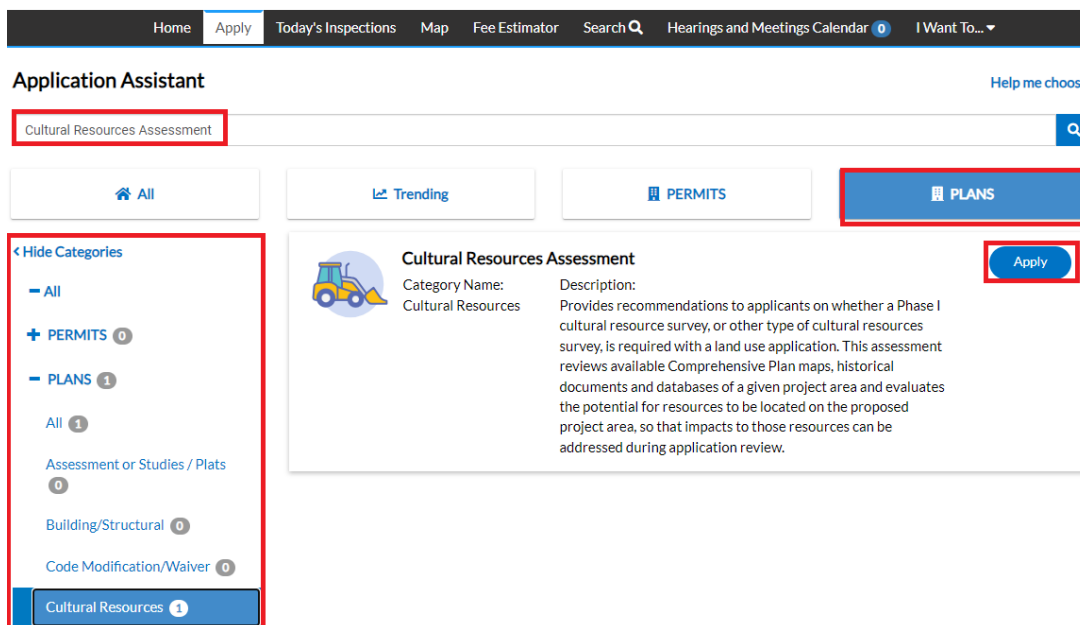 Home Apply Today's Inspections Map Fee Estimator Search Hearings and Meetings Calendar 0 I Want To...
Application Assistant
Help me choos
Cultural Resources Assessment
All
Trending
PERMITS
PLANS
Hide Categories
All
PERMITS 0
PLANS 1
All 1
Assessment or Studies / Plats
0
Building/Structural 0
Code Modification/Waiver 0
Cultural Resources 1
Cultural Resources Assessment
Apply
Category Name:
Cultural Resources
Description:
Provides recommendations to applicants on whether a Phase I
cultural resource survey, or other type of cultural resources
survey, is required with a land use application. This assessment
reviews available Comprehensive Plan maps, historical
documents and databases of a given project area and evaluates
the potential for resources to be located on the proposed
project area, so that impacts to those resources can be
addressed during application review.